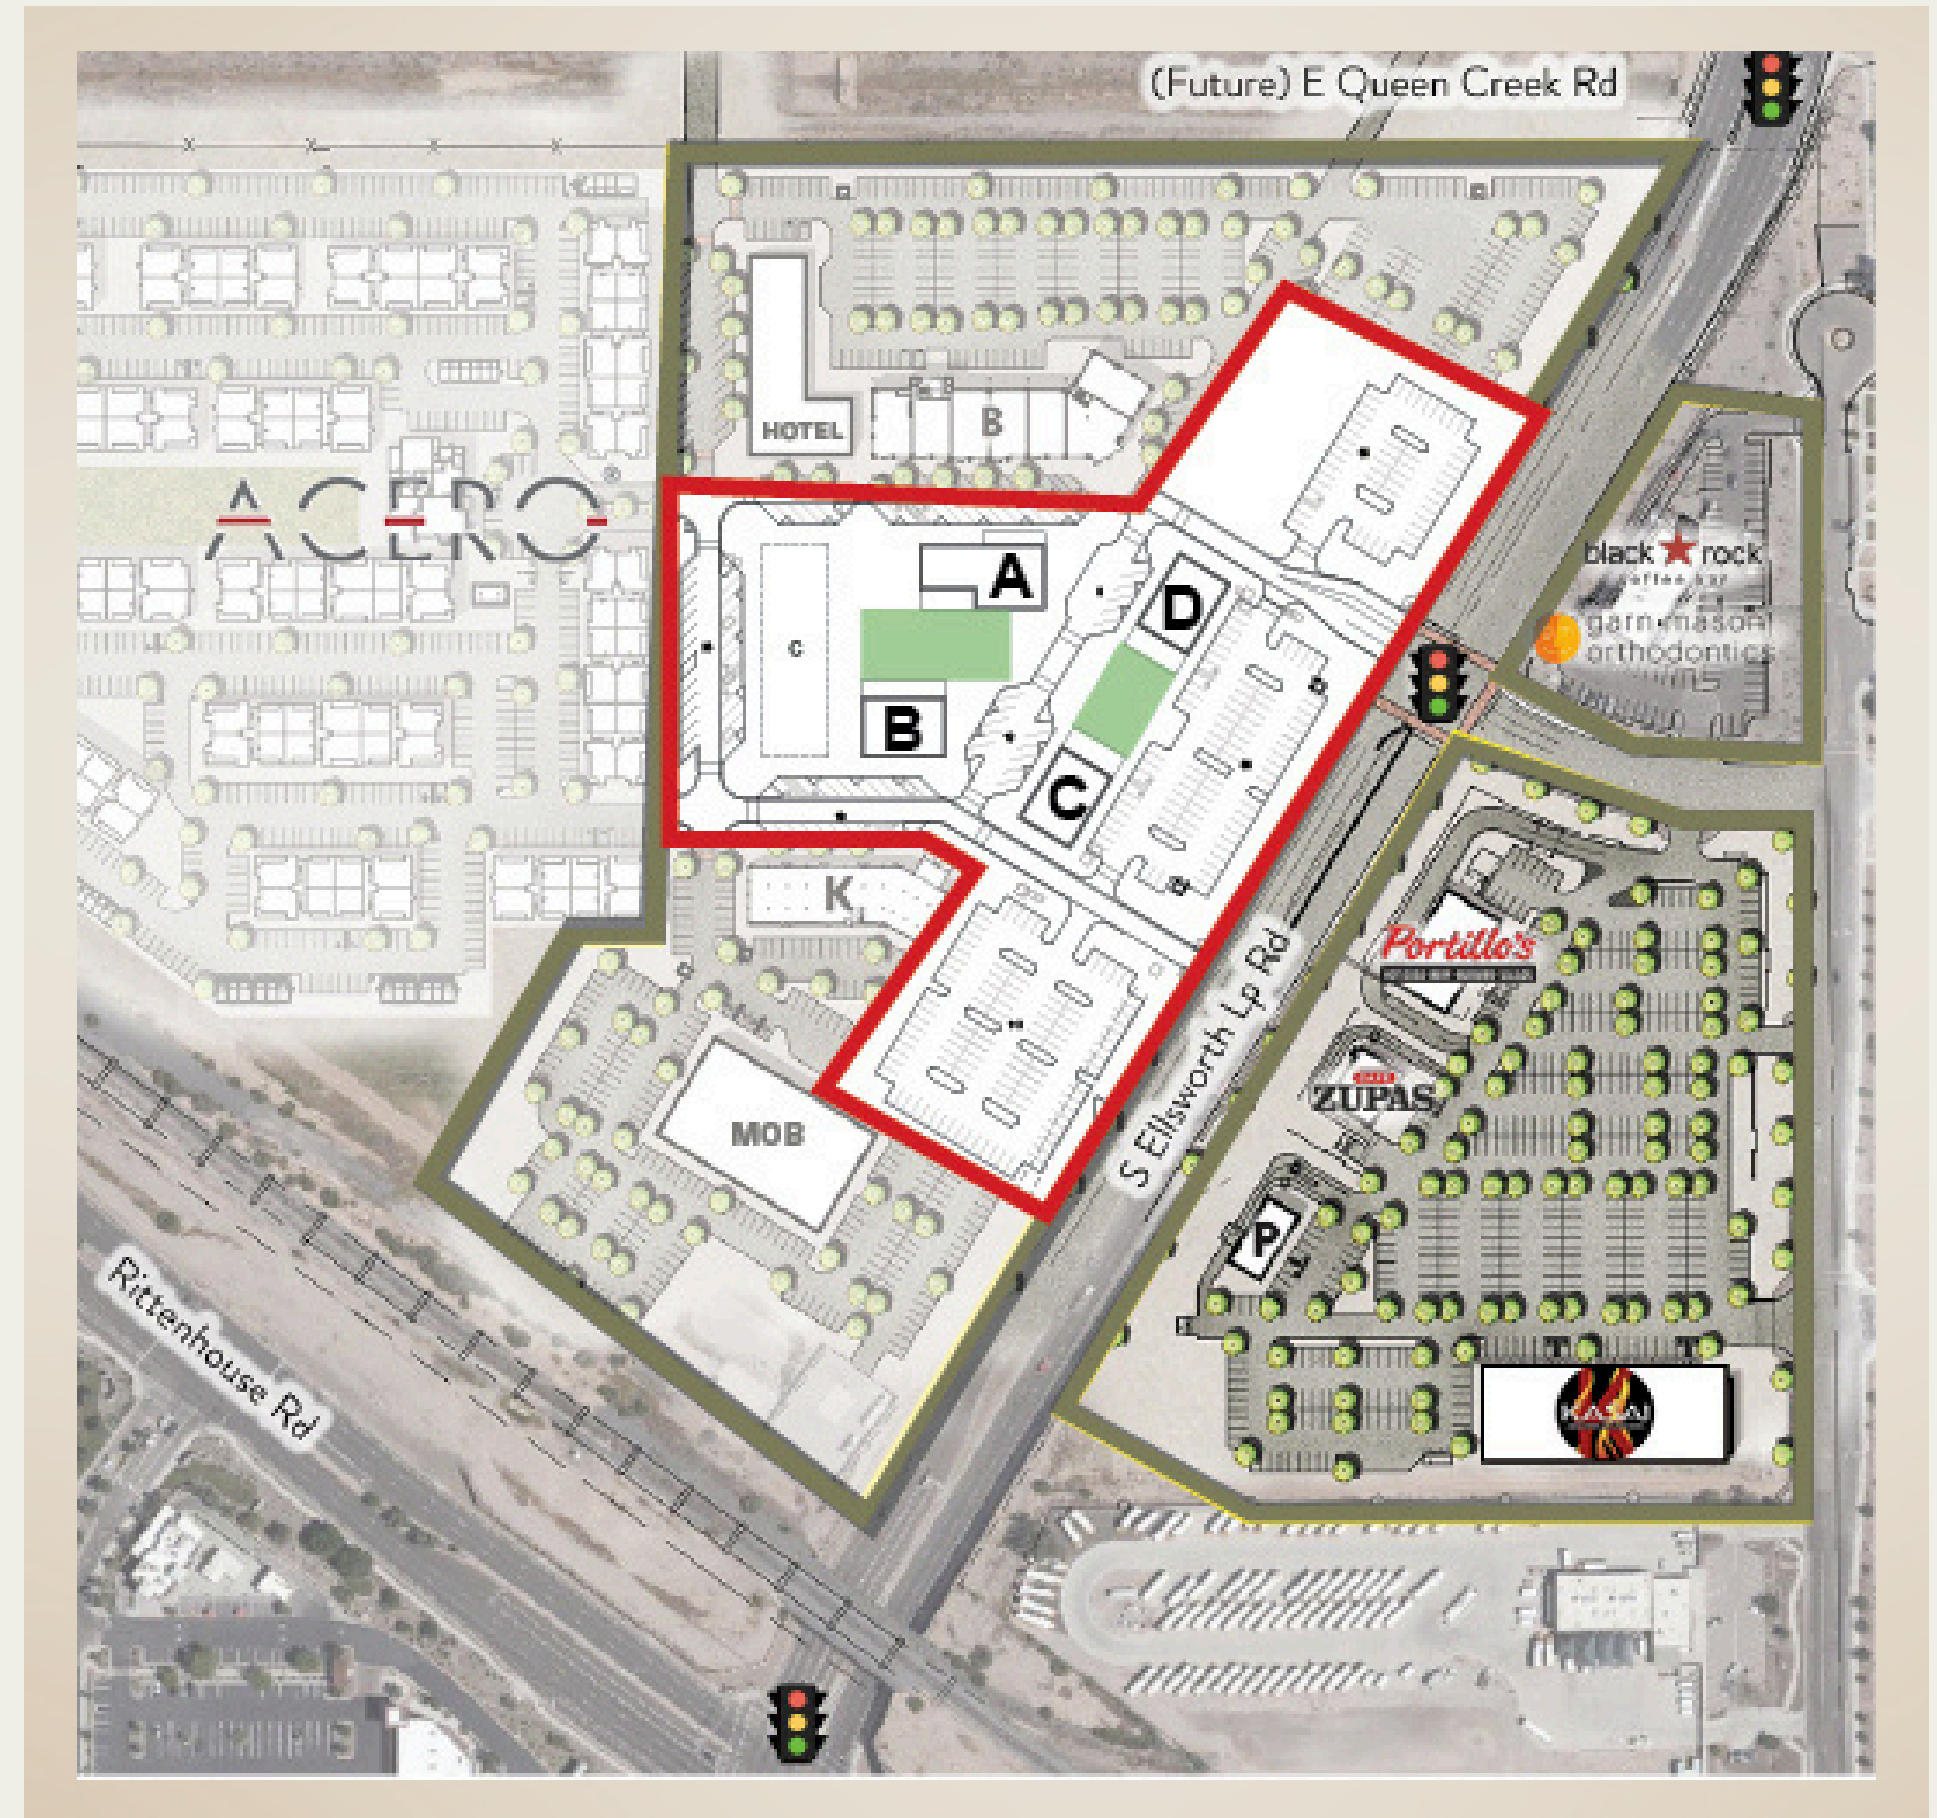 (Future) E Queen Creek Rd
HOTEL
B
ACERO
A
D
C
B
C
black rock
coffee bar
garn mason
orthodontics
K
Portillo's
S Ellsworth Lp Rd
ZUPAS
MOB
P
Rittenhouse Rd
KASAI